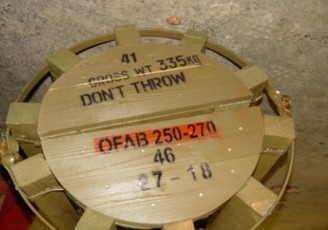 41
GROSS WT 335KG
DON'T THROW
OFAB 250-270
46
27-18